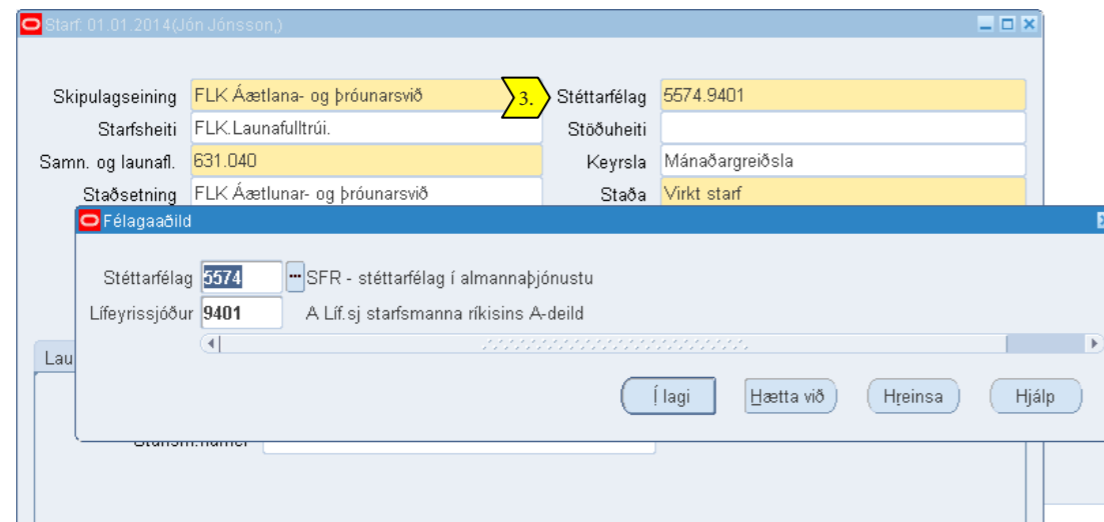 Starf: 01.01.2014(Jón Jónsson,)
Skipulagseining FLK Áætlana- og þróunarsvið 3. Stéttarfélag 5574.9401
Starfsheiti FLK.Launafulltrúi. Stöðuheiti
Samn. og launafl. 631.040 Keyrsla Mánaðargreiðsla
Staðsetning FLK Áætlunar- og þróunarsvið Staða Virkt starf
Félagaaðild
Stéttarfélag 5574 ... SFR - stéttarfélag í almannaþjónustu
Lífeyrissjóður 9401 A Líf.sj starfsmanna ríkisins A-deild
Lau
Í lagi Hætta við Hreinsa Hjálp